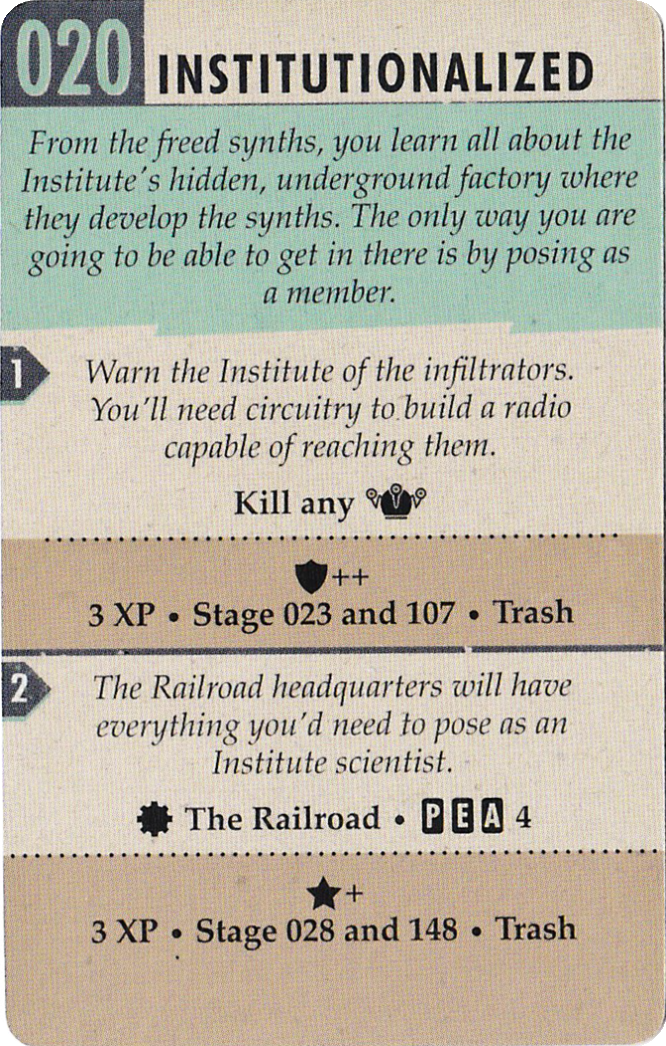 020 INSTITUTIONALIZED
From the freed synths, you learn all about the
Institute's hidden, underground factory where
they develop the synths. The only way you are
going to be able to get in there is by posing as
a member.
1
Warn the Institute of the infiltrators.
You'll need circuitry to build a radio
capable of reaching them.
Kill any
++
3 XP • Stage 023 and 107 • Trash
2
The Railroad headquarters will have
everything you'd need to pose as an
Institute scientist.
The Railroad • P E A 4
+
3 XP • Stage 028 and 148 • Trash